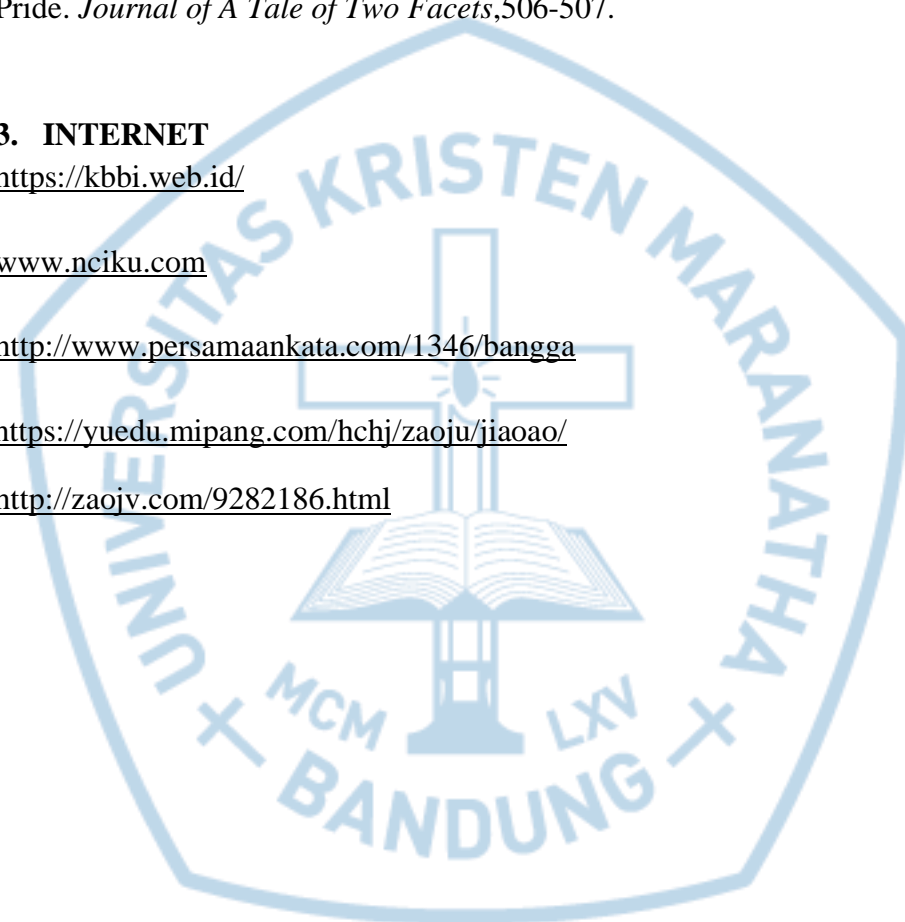 Pride. Journal of A Tale of Two Facets,506-507.
3. INTERNET
https://kbbi.web.id/
www.nciku.com
http://www.persamaankata.com/1346/bangga
https://yuedu.mipang.com/hchj/zaoju/jiaoao/
http://zaojv.com/9282186.html
UNIVERSITAS KRISTEN MARANATHA
MCM LXV
BANDUNG